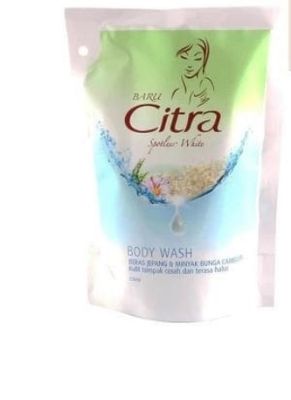 BARU
Citra
Spotless White
BODY WASH
BERAS JEPANG & MINYAK BUNGA CAMELLIA
kulit tampak cerah dan terasa halus